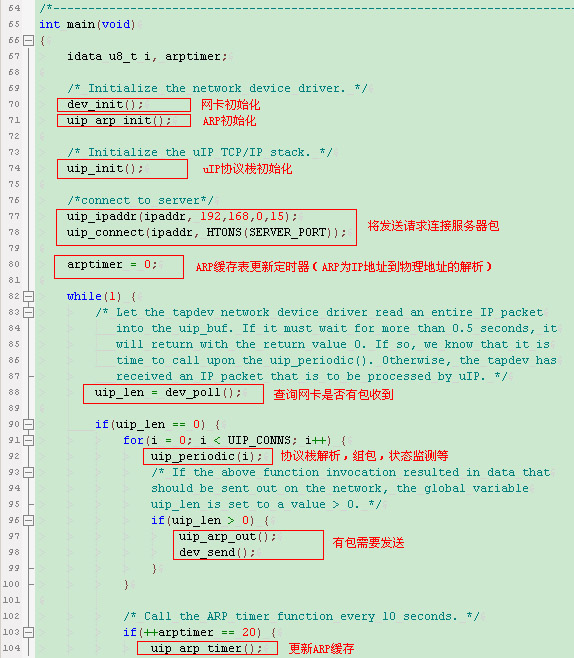 64 /*-----------------------------------------------------------------
65 int main(void)
66 {
67 idata u8_t i, arptimer;
68
69 /* Initialize the network device driver. */
70 dev_init(); 网卡初始化
71 uip_arp_init(); ARP初始化
72
73 /* Initialize the uIP TCP/IP stack. */
74 uip_init(); uIP协议栈初始化
75
76 /*connect to server*/
77 uip_ipaddr(ipaddr, 192,168,0,15);
78 uip_connect(ipaddr, HTONS(SERVER_PORT)); 将发送请求连接服务器包
79
80 arptimer = 0; ARP缓存表更新定时器(ARP为IP地址到物理地址的解析)
81
82 while(1) {
83 /* Let the tapdev network device driver read an entire IP packet
84 into the uip_buf. If it must wait for more than 0.5 seconds, it
85 will return with the return value 0. If so, we know that it is
86 time to call upon the uip_periodic(). Otherwise, the tapdev has
87 received an IP packet that is to be processed by uIP. */
88 uip_len = dev_poll(); 查询网卡是否有包收到
89
90 if(uip_len == 0) {
91 for(i = 0; i < UIP_CONNS; i++) {
92 uip_periodic(i); 协议栈解析,组包,状态监测等
93 /* If the above function invocation resulted in data that
94 should be sent out on the network, the global variable
95 uip_len is set to a value > 0. */
96 if(uip_len > 0) {
97 uip_arp_out(); 有包需要发送
98 dev_send();
99 }
100 }
101
102 /* Call the ARP timer function every 10 seconds. */
103 if(++arptimer == 20) {
104 uip_arp_timer(); 更新ARP缓存